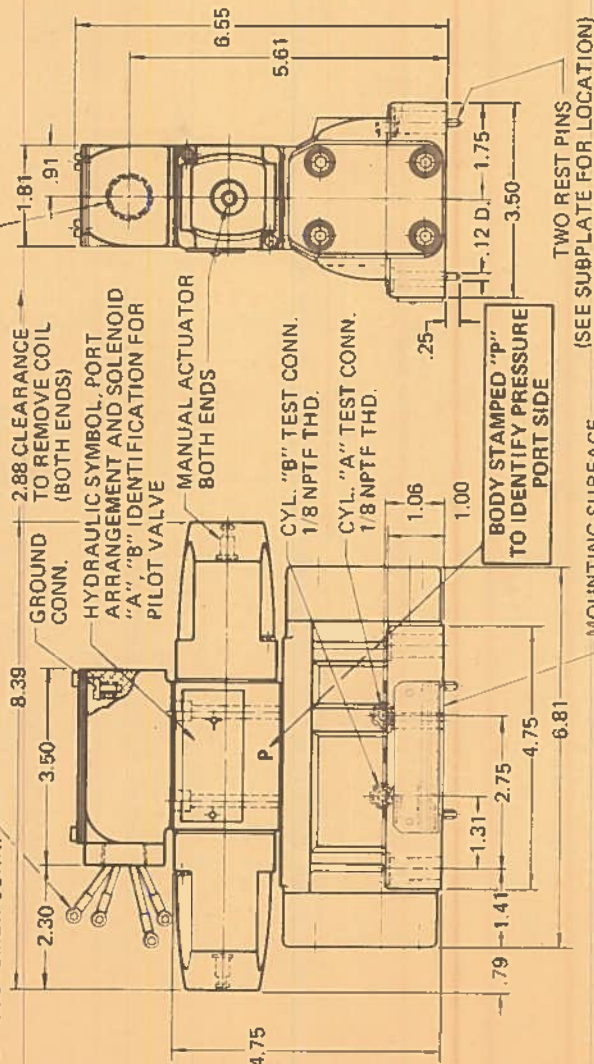 8.39
2.88 CLEARANCE
TO REMOVE COIL
(BOTH ENDS)
GROUND
CONN.
HYDRAULIC SYMBOL, PORT
ARRANGEMENT AND SOLENOID
"A", "B" IDENTIFICATION FOR
PILOT VALVE
MANUAL ACTUATOR
BOTH ENDS
CYL. "B" TEST CONN.
1/8 NPTF THD.
CYL. "A" TEST CONN.
1/8 NPTF THD.
BODY STAMPED "P"
TO IDENTIFY PRESSURE
PORT SIDE
MOUNTING SURFACE
TWO REST PINS
(SEE SUBPLATE FOR LOCATION)
2.30
3.50
P
4.75
.79
1.41
1.31
2.75
4.75
6.81
1.06
1.00
1.81
.91
6.55
5.61
.25
.12 D.
1.75
3.50